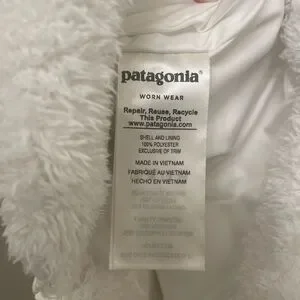 patagonia®
WORN WEAR
Repair, Reuse, Recycle
This Product
www.patagonia.com
SHELL AND LINING
100% POLYESTER
EXCLUSIVE OF TRIM
MADE IN VIETNAM
FABRIQUÉ AU VIETNAM
HECHO EN VIETNAM